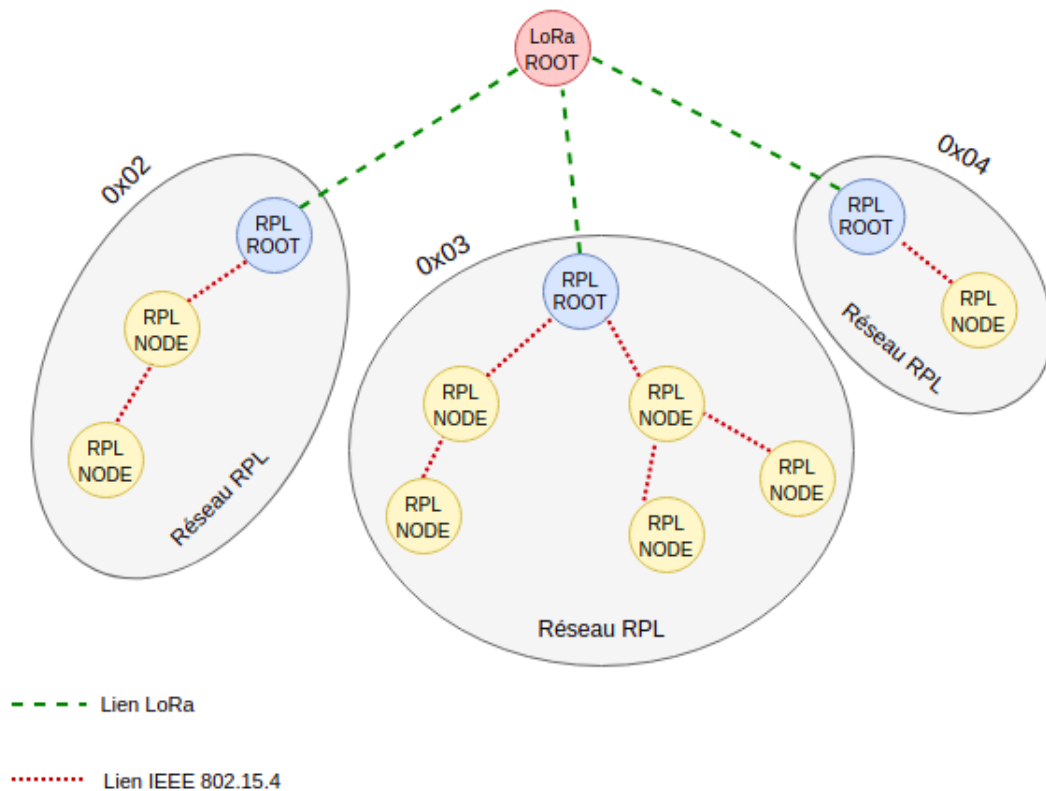 LoRa
ROOT
0x02
0x04
RPL
ROOT
RPL
ROOT
0x03
RPL
ROOT
RPL
NODE
RPL
NODE
Réseau RPL
RPL
NODE
RPL
NODE
RPL
NODE
RPL
NODE
Réseau RPL
RPL
NODE
RPL
NODE
Réseau RPL
Lien LoRa
Lien IEEE 802.15.4